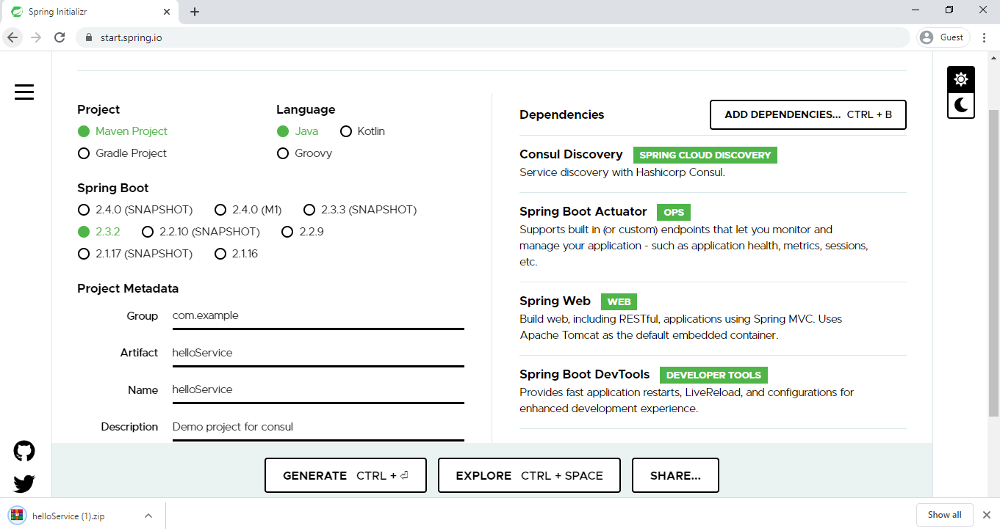 Spring Initializr
start.spring.io
Guest
Project
Maven Project
Gradle Project
Language
Java Kotlin
Groovy
Spring Boot
2.4.0 (SNAPSHOT) 2.4.0 (M1) 2.3.3 (SNAPSHOT)
2.3.2 2.2.10 (SNAPSHOT) 2.2.9
2.1.17 (SNAPSHOT) 2.1.16
Project Metadata
Group com.example
Artifact helloService
Name helloService
Description Demo project for consul
Dependencies ADD DEPENDENCIES... CTRL + B
Consul Discovery SPRING CLOUD DISCOVERY
Service discovery with Hashicorp Consul.
Spring Boot Actuator OPS
Supports built in (or custom) endpoints that let you monitor and
manage your application - such as application health, metrics, sessions,
etc.
Spring Web WEB
Build web, including RESTful, applications using Spring MVC. Uses
Apache Tomcat as the default embedded container.
Spring Boot DevTools DEVELOPER TOOLS
Provides fast application restarts, LiveReload, and configurations for
enhanced development experience.
GENERATE CTRL + ⏎ EXPLORE CTRL + SPACE SHARE...
helloService (1).zip Show all